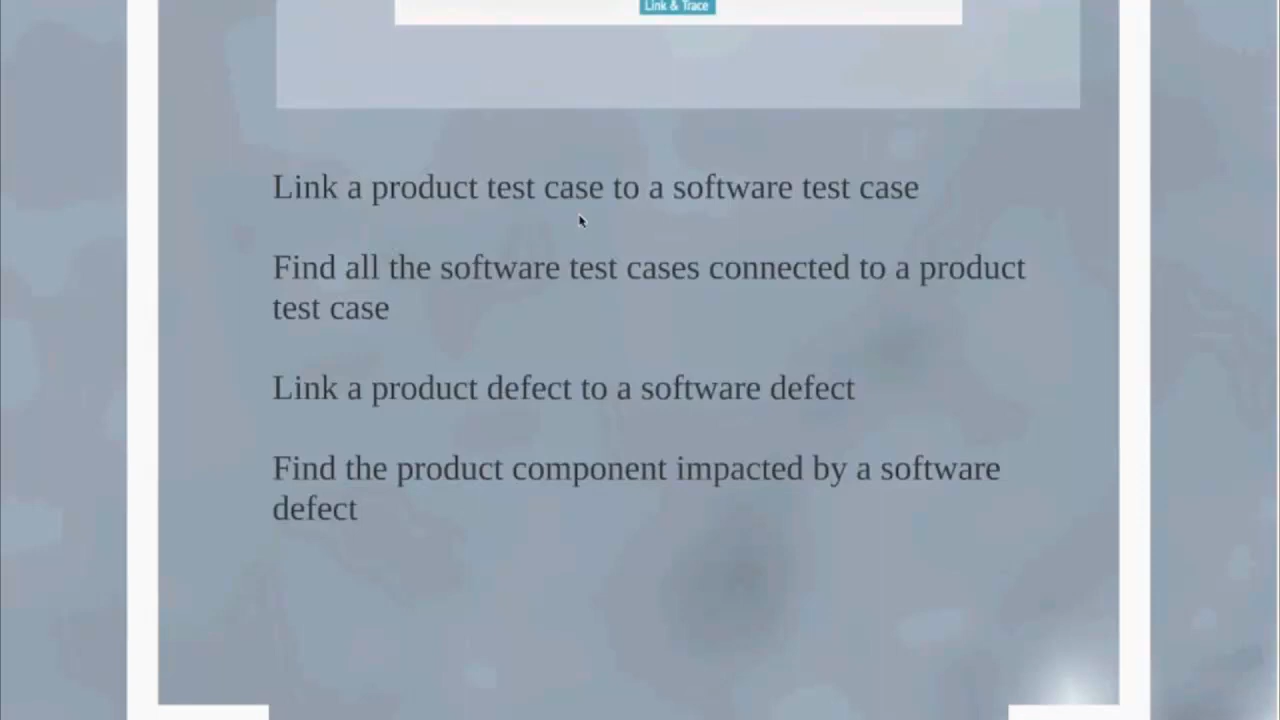 Link & Trace
Link a product test case to a software test case
Find all the software test cases connected to a product
test case
Link a product defect to a software defect
Find the product component impacted by a software
defect